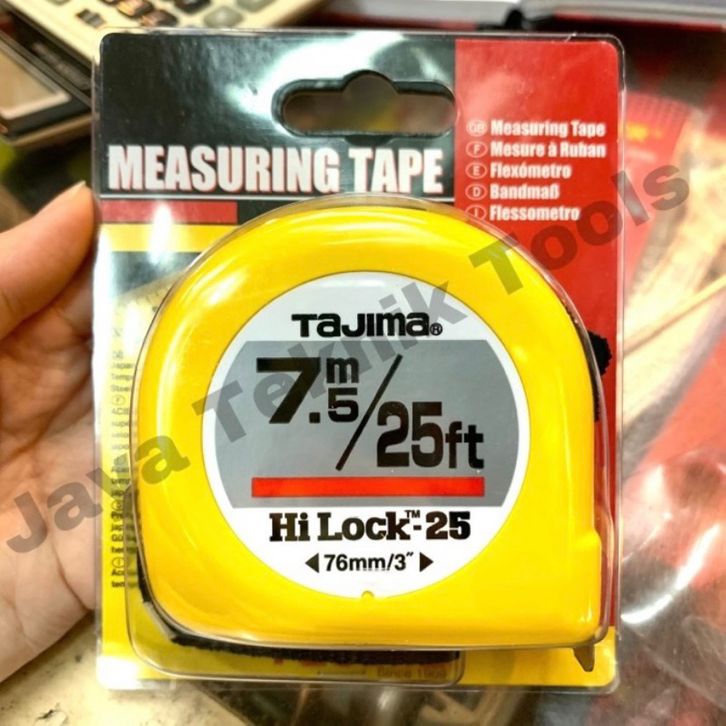 MEASURING TAPE
GB Measuring Tape
F Mesure à Ruban
E Flexómetro
D Bandmaß
I Flessometro
TaJIma®
7.5m/25ft
Hi Lock™-25
◀76mm/3″▶
Jaya Teknik Tools
Since 1909